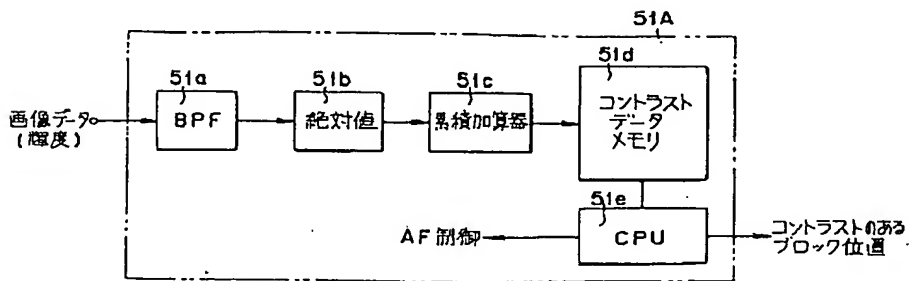 51A
51a
51b
51c
51d
画像データ
(輝度)
BPF
絶対値
累積加算器
コントラスト
データ
メモリ
51e
AF制御
CPU
コントラストのある
ブロック位置